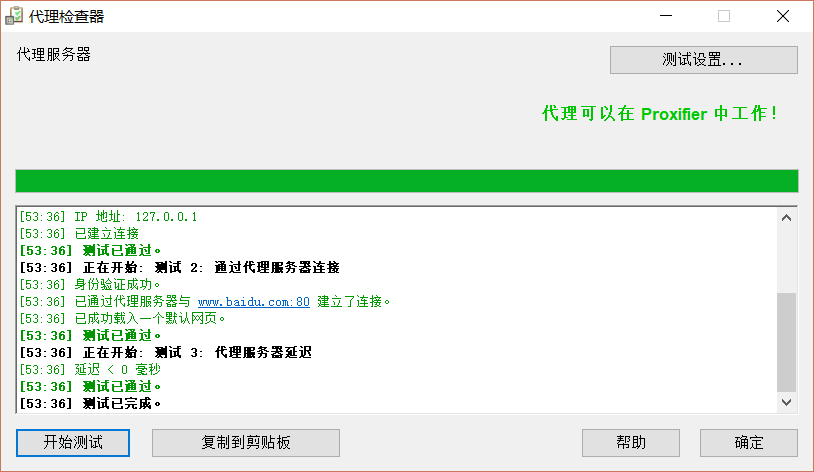 代理检查器
代理服务器
测试设置...
代理可以在 Proxifier 中工作!
[53:36] IP 地址: 127.0.0.1
[53:36] 已建立连接
[53:36] 测试已通过。
[53:36] 正在开始: 测试 2: 通过代理服务器连接
[53:36] 身份验证成功。
[53:36] 已通过代理服务器与 www.baidu.com:80 建立了连接。
[53:36] 已成功载入一个默认网页。
[53:36] 测试已通过。
[53:36] 正在开始: 测试 3: 代理服务器延迟
[53:36] 延迟 < 0 毫秒
[53:36] 测试已通过。
[53:36] 测试已完成。
开始测试 复制到剪贴板 帮助 确定